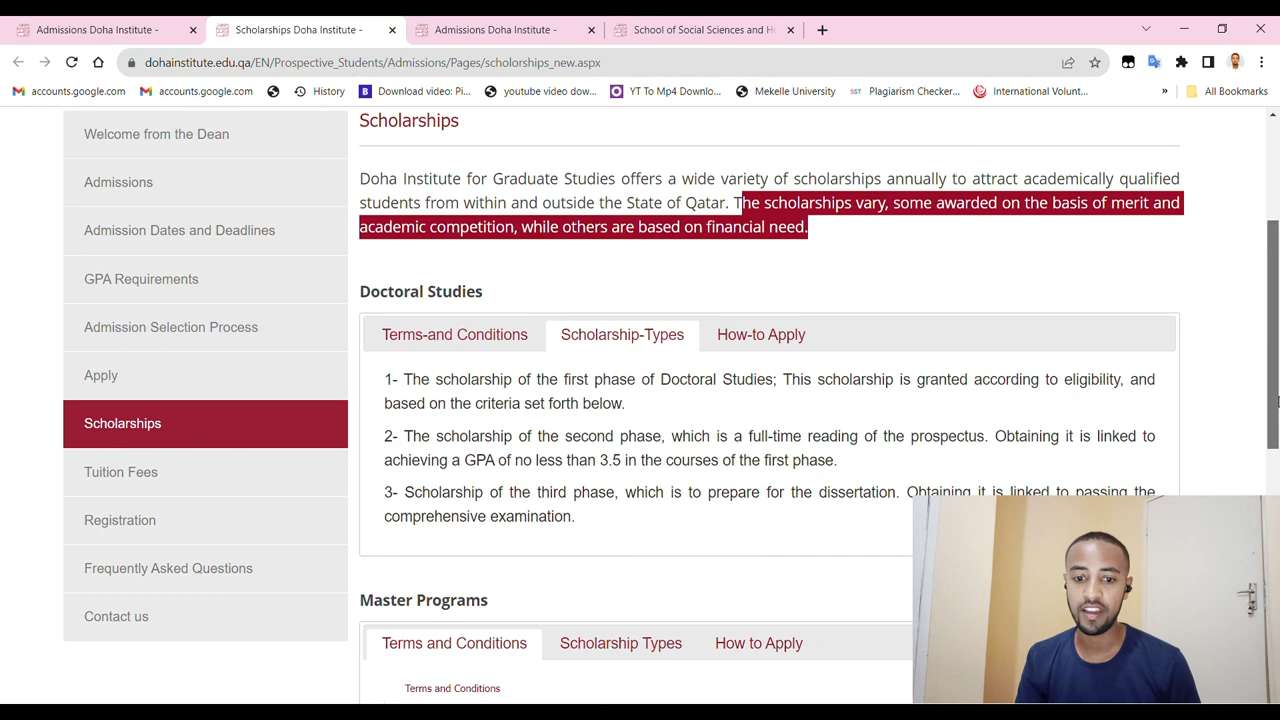 Admissions Doha Institute -
Scholarships Doha Institute -
Admissions Doha Institute -
School of Social Sciences and Hu
dohainstitute.edu.qa/EN/Prospective_Students/Admissions/Pages/scholorships_new.aspx
accounts.google.com
accounts.google.com
History
Download video: Pi...
youtube video dow...
YT To Mp4 Downlo...
Mekelle University
SST Plagiarism Checker...
International Volunt...
»
All Bookmarks
Welcome from the Dean
Admissions
Admission Dates and Deadlines
GPA Requirements
Admission Selection Process
Apply
Scholarships
Tuition Fees
Registration
Frequently Asked Questions
Contact us
Scholarships
Doha Institute for Graduate Studies offers a wide variety of scholarships annually to attract academically qualified
students from within and outside the State of Qatar. The scholarships vary, some awarded on the basis of merit and
academic competition, while others are based on financial need.
Doctoral Studies
Terms-and Conditions
Scholarship-Types
How-to Apply
1- The scholarship of the first phase of Doctoral Studies; This scholarship is granted according to eligibility, and
based on the criteria set forth below.
2- The scholarship of the second phase, which is a full-time reading of the prospectus. Obtaining it is linked to
achieving a GPA of no less than 3.5 in the courses of the first phase.
3- Scholarship of the third phase, which is to prepare for the dissertation. Obtaining it is linked to passing the
comprehensive examination.
Master Programs
Terms and Conditions
Scholarship Types
How to Apply
Terms and Conditions